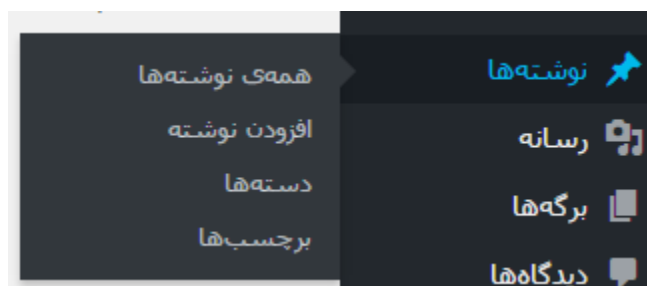 نوشته‌ها
رسانه
برگه‌ها
دیدگاه‌ها
همه‌ی نوشته‌ها
افزودن نوشته
دسته‌ها
برچسب‌ها